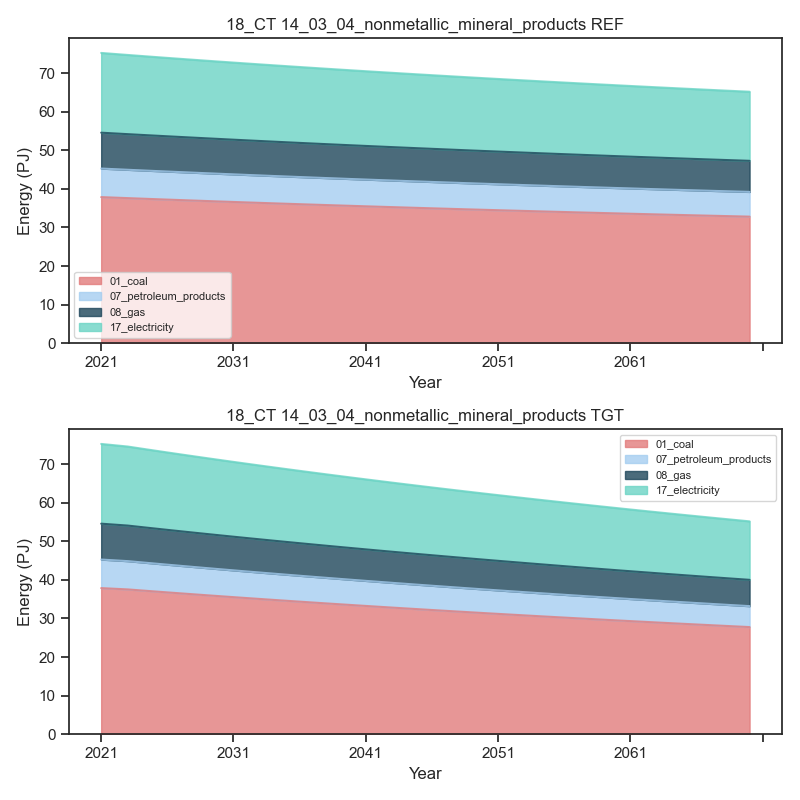 18_CT 14_03_04_nonmetallic_mineral_products REF
Energy (PJ)
70
60
50
40
30
20
10
0
01_coal
07_petroleum_products
08_gas
17_electricity
2021 2031 2041 2051 2061
Year
18_CT 14_03_04_nonmetallic_mineral_products TGT
Energy (PJ)
70
60
50
40
30
20
10
0
01_coal
07_petroleum_products
08_gas
17_electricity
2021 2031 2041 2051 2061
Year